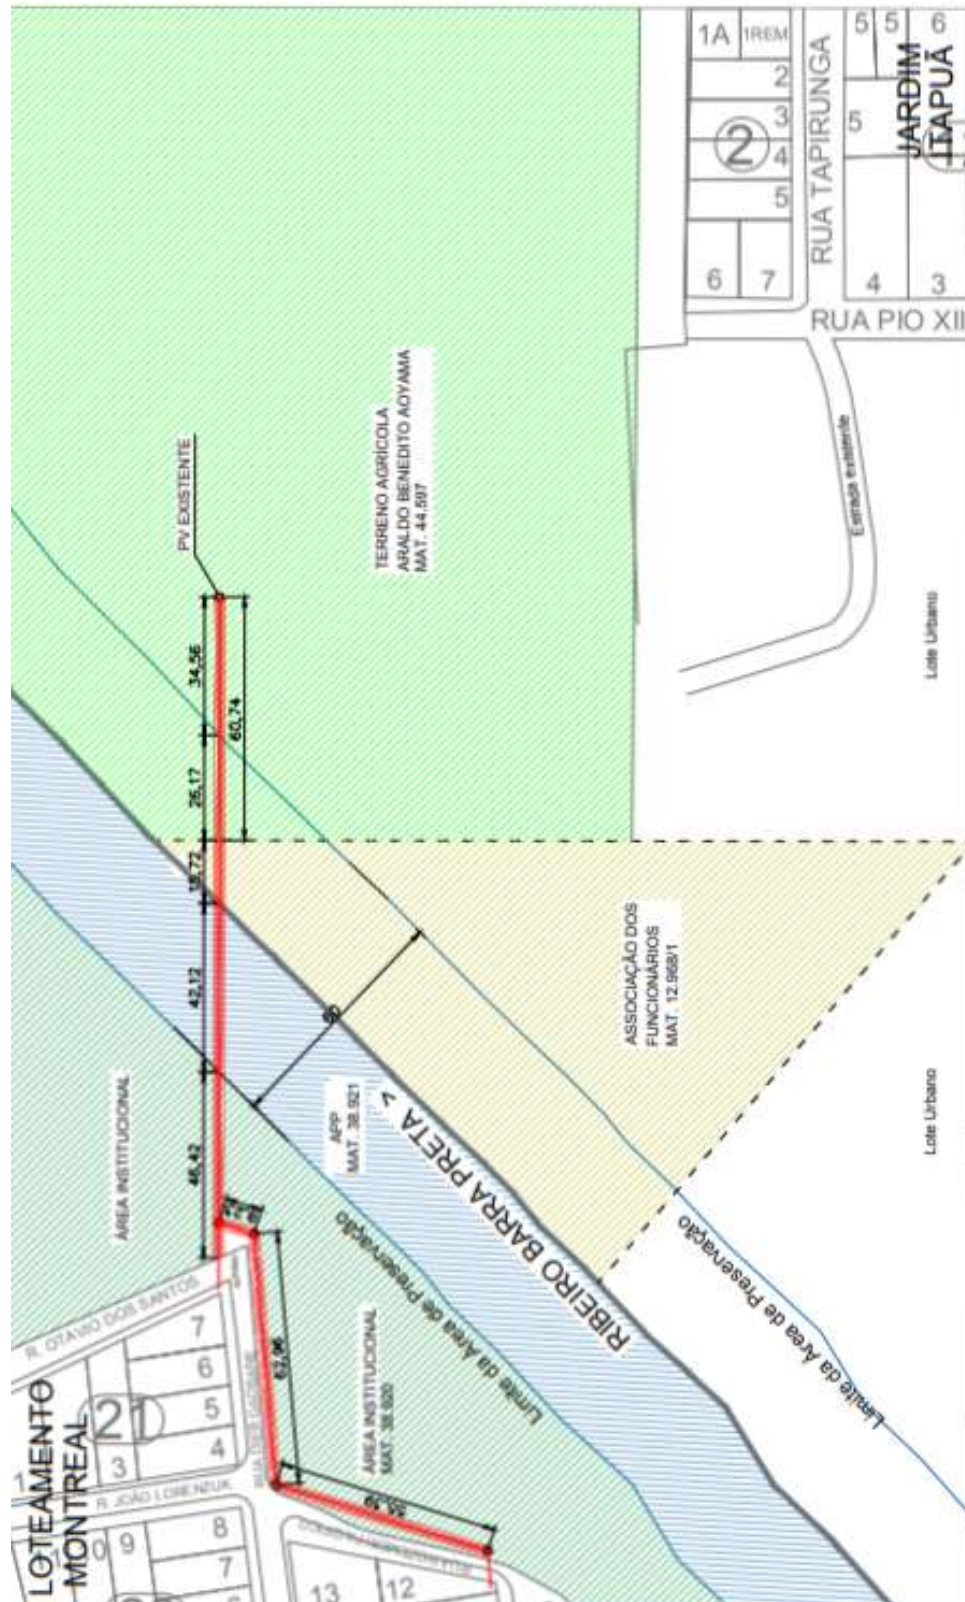 1A
1REM
2
3
4
5
2
6
7
RUA TAPIRUNGA
5
5
6
5
JARDIM
ITAPUÃ
4
3
RUA PIO XII
PV EXISTENTE
TERRENO AGRÍCOLA
ARALDO BENEDITO AOYAMA
MAT. 44.597
Estrada existente
Lote Urbano
34,56
60,74
26,17
15,72
42,12
46,42
ASSOCIAÇÃO DOS
FUNCIONÁRIOS
MAT. 12.968/1
Lote Urbano
ÁREA INSTITUCIONAL
APP
MAT. 38.921
RIBEIRO BARRA PRETA >
Limite da Área de Preservação
Limite da Área de Preservação
62,96
ÁREA INSTITUCIONAL
MAT. 38.920
55,19
R. OTAVIO DOS SANTOS
LOTEAMENTO
MONTREAL
21
7
6
5
4
3
1
R. JOÃO LORENZUK
0
9
8
7
13
12